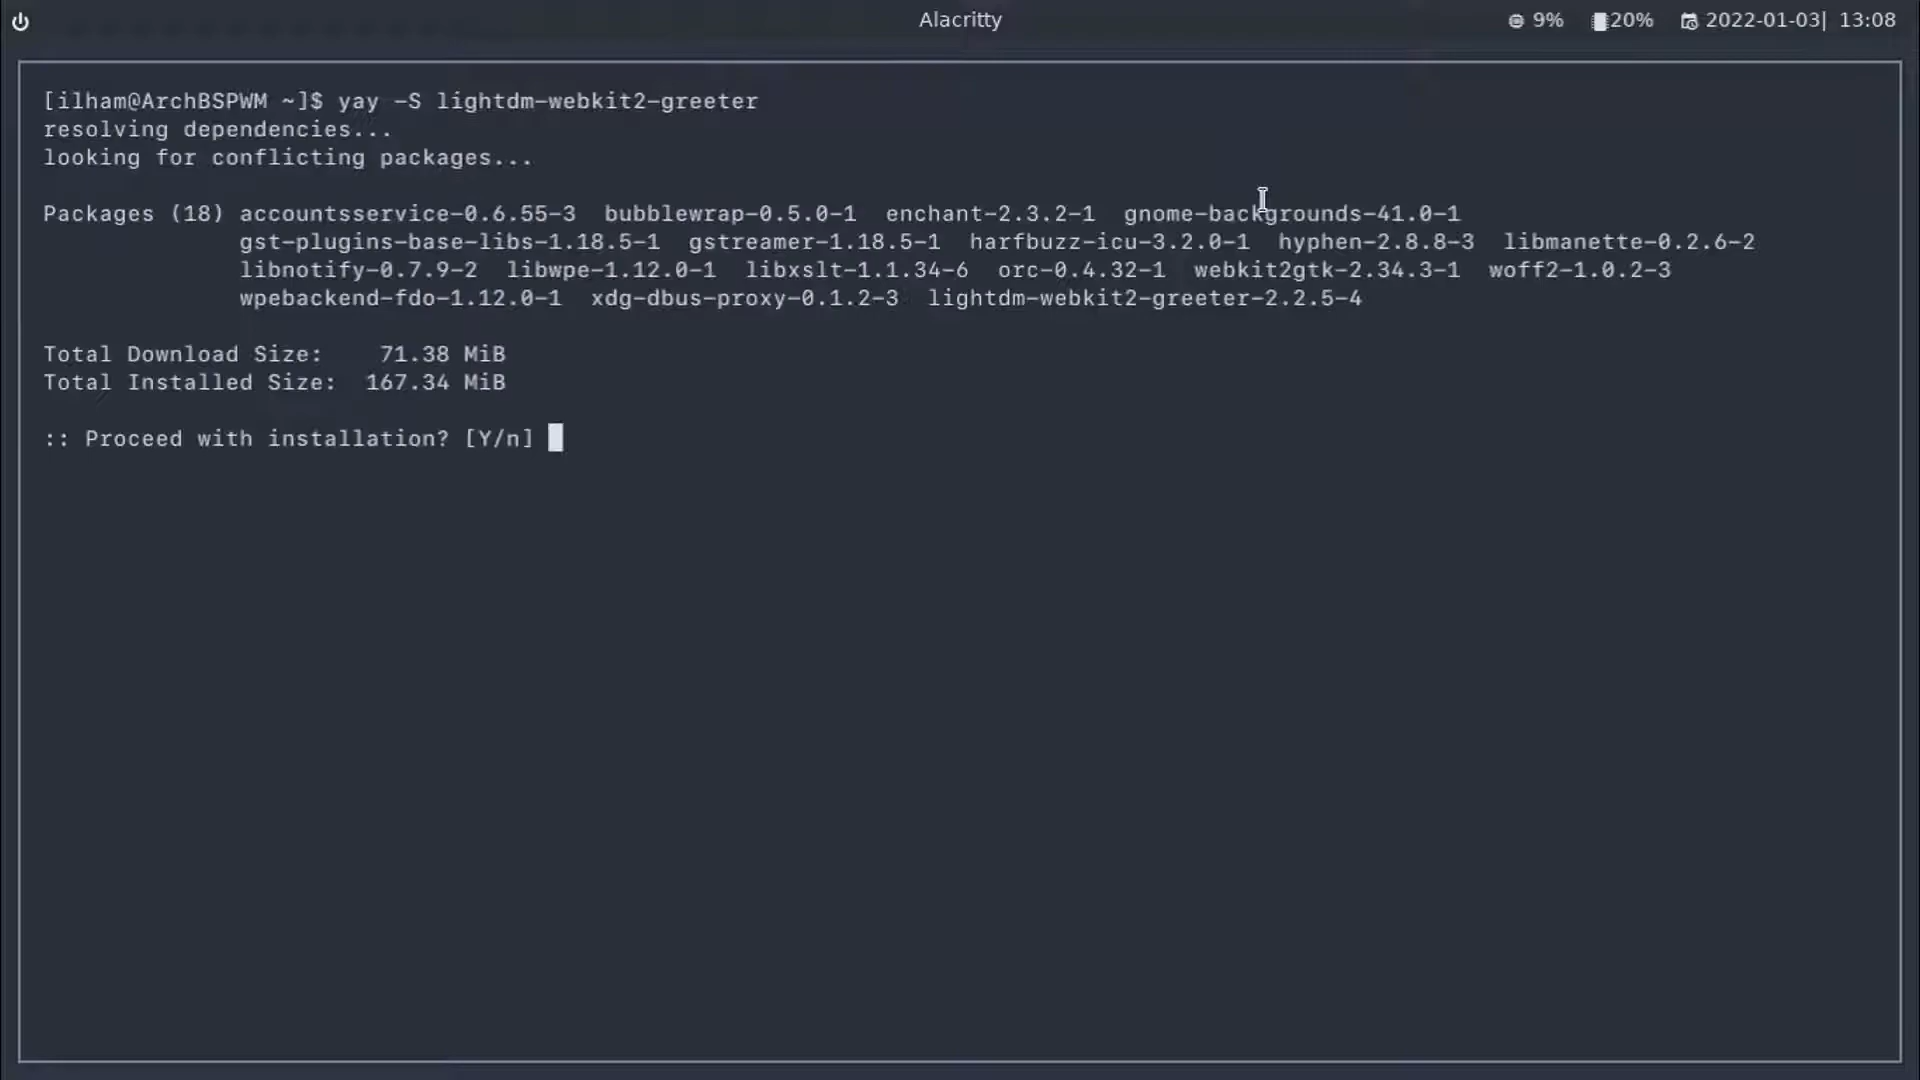 Alacritty
9% 20% 2022-01-03| 13:08
[ilham@ArchBSPWM ~]$ yay -S lightdm-webkit2-greeter
resolving dependencies...
looking for conflicting packages...
Packages (18) accountsservice-0.6.55-3 bubblewrap-0.5.0-1 enchant-2.3.2-1 gnome-backgrounds-41.0-1
gst-plugins-base-libs-1.18.5-1 gstreamer-1.18.5-1 harfbuzz-icu-3.2.0-1 hyphen-2.8.8-3 libmanette-0.2.6-2
libnotify-0.7.9-2 libwpe-1.12.0-1 libxslt-1.1.34-6 orc-0.4.32-1 webkit2gtk-2.34.3-1 woff2-1.0.2-3
wpebackend-fdo-1.12.0-1 xdg-dbus-proxy-0.1.2-3 lightdm-webkit2-greeter-2.2.5-4
Total Download Size: 71.38 MiB
Total Installed Size: 167.34 MiB
:: Proceed with installation? [Y/n]